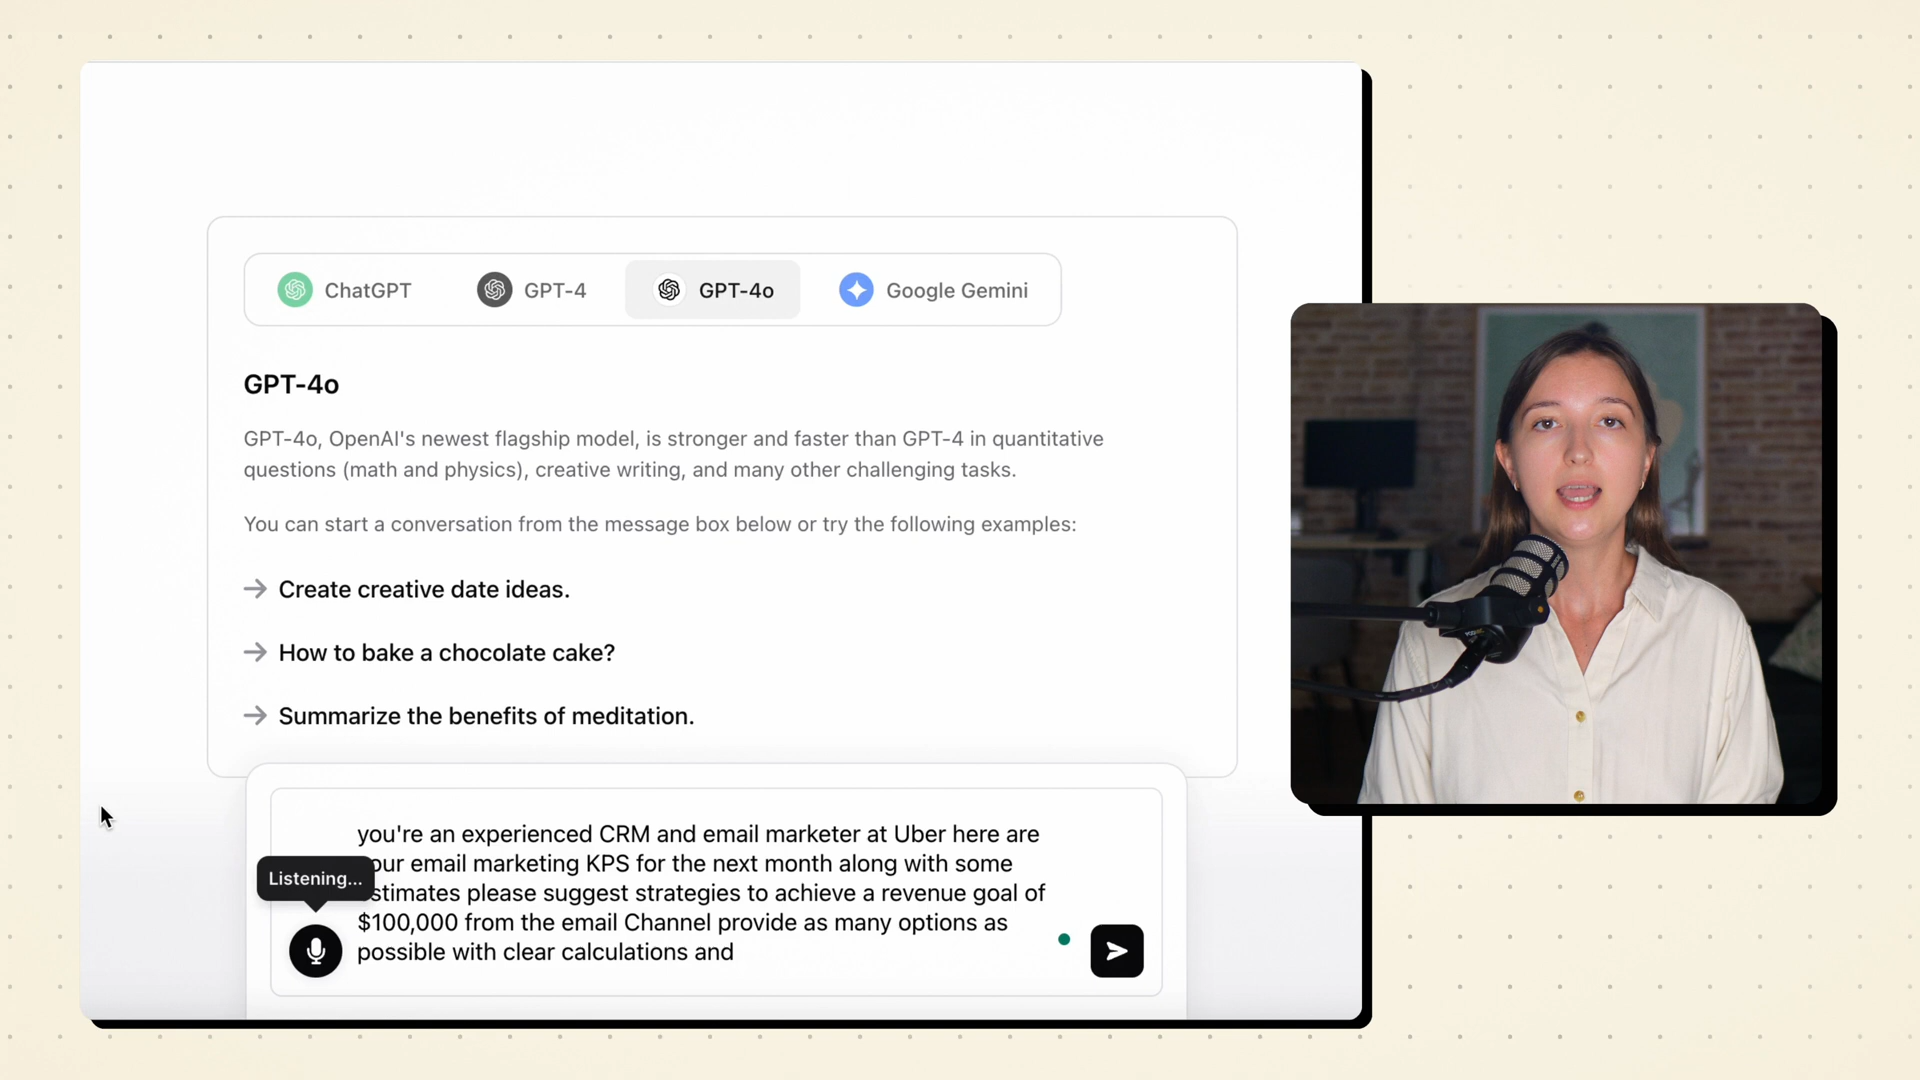 ChatGPT
GPT-4
GPT-4o
Google Gemini
GPT-4o
GPT-4o, OpenAI's newest flagship model, is stronger and faster than GPT-4 in quantitative
questions (math and physics), creative writing, and many other challenging tasks.
You can start a conversation from the message box below or try the following examples:
Create creative date ideas.
How to bake a chocolate cake?
Summarize the benefits of meditation.
you're an experienced CRM and email marketer at Uber here are
our email marketing KPS for the next month along with some
stimates please suggest strategies to achieve a revenue goal of
$100,000 from the email Channel provide as many options as
possible with clear calculations and
Listening...